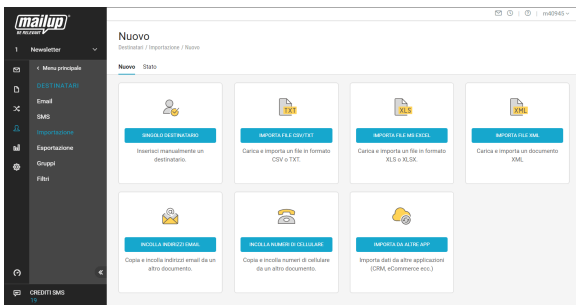 mailup
BE RELEVANT
m40945
1 Newsletter
Nuovo
Destinatari / Importazione / Nuovo
Nuovo Stato
< Menu principale
DESTINATARI
Email
SMS
Importazione
Esportazione
Gruppi
Filtri
TXT
XLS
XML
SINGOLO DESTINATARIO
IMPORTA FILE CSV/TXT
IMPORTA FILE MS EXCEL
IMPORTA FILE XML
Inserisci manualmente un
destinatario.
Carica e importa un file in formato
CSV o TXT.
Carica e importa un file in formato
XLS o XLSX.
Carica e importa un documento
XML
INCOLLA INDIRIZZI EMAIL
INCOLLA NUMERI DI CELLULARE
IMPORTA DA ALTRE APP
Copia e incolla indirizzi email da un
altro documento.
Copia e incolla numeri di cellulare
da un altro documento.
Importa dati da altre applicazioni
(CRM, eCommerce ecc.)
CREDITI SMS
19